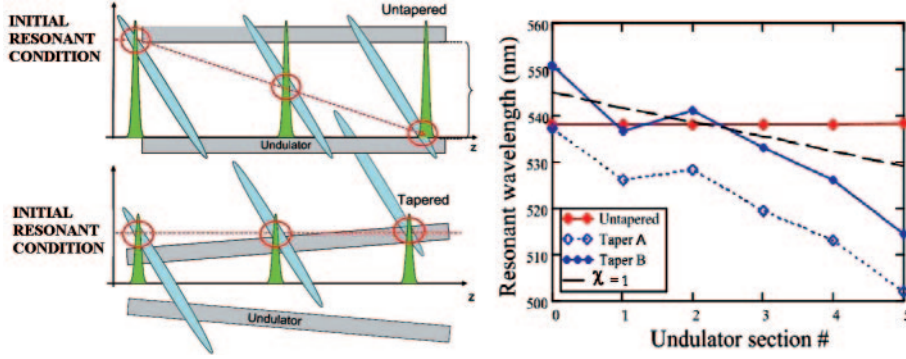 Untapered
INITIAL
RESONANT
CONDITION
Undulator
z
Tapered
INITIAL
RESONANT
CONDITION
z
Undulator
Resonant wavelength (nm)
560
550
540
530
520
510
500
Untapered
Taper A
Taper B
χ = 1
0
1
2
3
4
5
Undulator section #